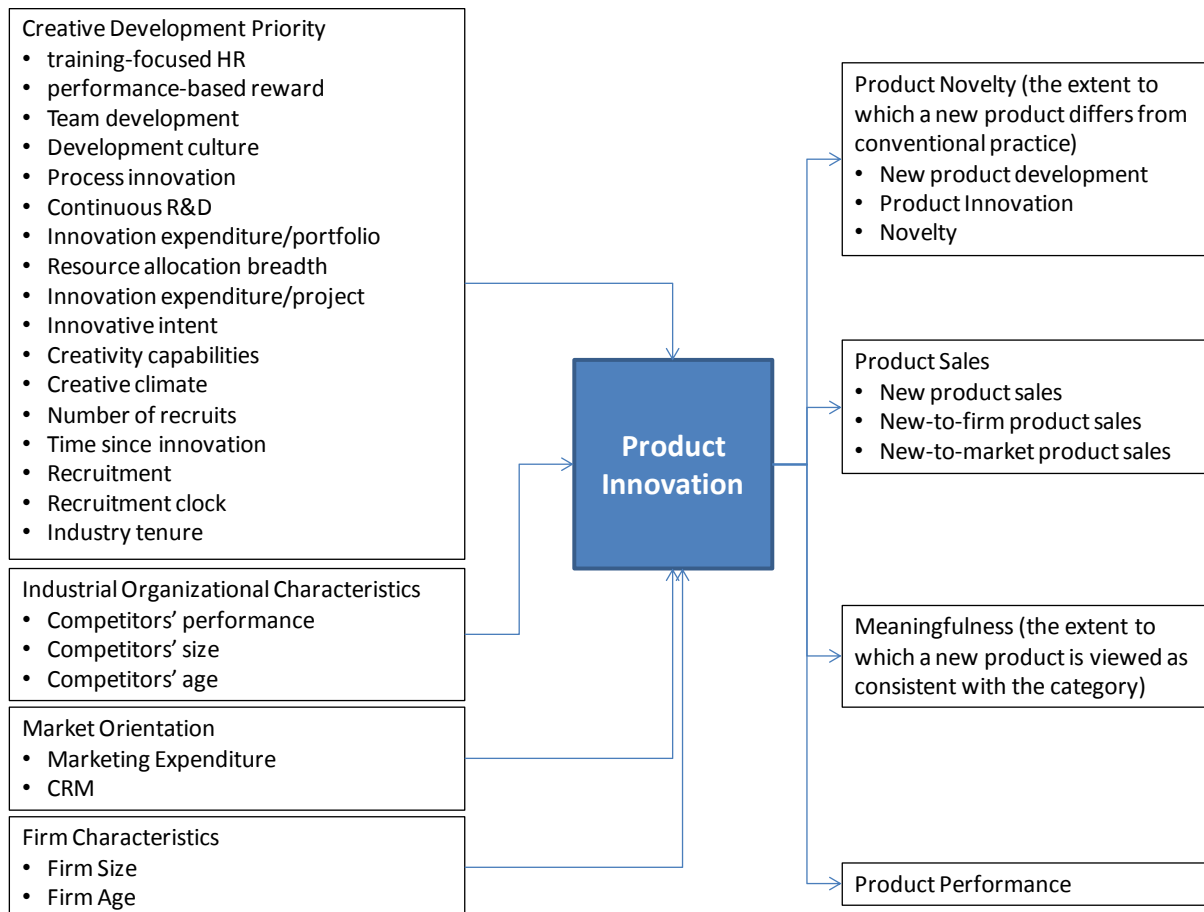 Creative Development Priority
• training-focused HR
• performance-based reward
• Team development
• Development culture
• Process innovation
• Continuous R&D
• Innovation expenditure/portfolio
• Resource allocation breadth
• Innovation expenditure/project
• Innovative intent
• Creativity capabilities
• Creative climate
• Number of recruits
• Time since innovation
• Recruitment
• Recruitment clock
• Industry tenure
Industrial Organizational Characteristics
• Competitors’ performance
• Competitors’ size
• Competitors’ age
Market Orientation
• Marketing Expenditure
• CRM
Firm Characteristics
• Firm Size
• Firm Age
Product
Innovation
Product Novelty (the extent to
which a new product differs from
conventional practice)
• New product development
• Product Innovation
• Novelty
Product Sales
• New product sales
• New-to-firm product sales
• New-to-market product sales
Meaningfulness (the extent to
which a new product is viewed as
consistent with the category)
Product Performance